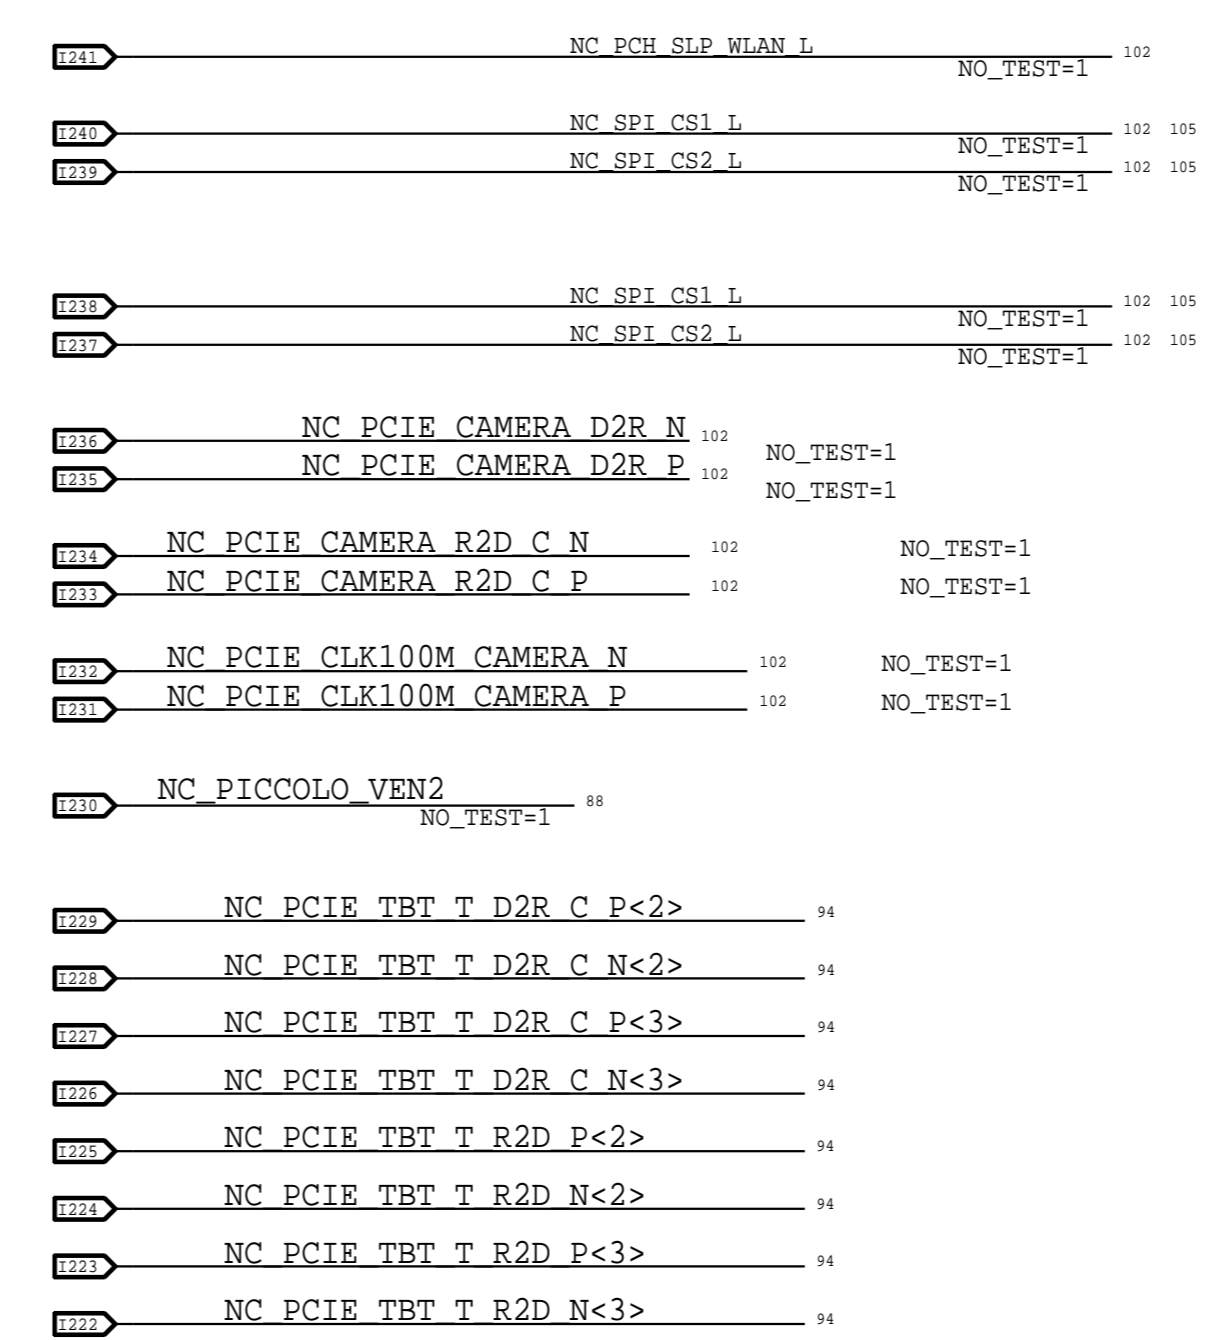 I241 NC_PCH_SLP_WLAN_L 102
NO_TEST=1
I240 NC_SPI_CS1_L 102 105
NO_TEST=1
I239 NC_SPI_CS2_L 102 105
NO_TEST=1
I238 NC_SPI_CS1_L 102 105
NO_TEST=1
I237 NC_SPI_CS2_L 102 105
NO_TEST=1
I236 NC_PCIE_CAMERA_D2R_N 102 NO_TEST=1
I235 NC_PCIE_CAMERA_D2R_P 102 NO_TEST=1
I234 NC_PCIE_CAMERA_R2D_C_N 102 NO_TEST=1
I233 NC_PCIE_CAMERA_R2D_C_P 102 NO_TEST=1
I232 NC_PCIE_CLK100M_CAMERA_N 102 NO_TEST=1
I231 NC_PCIE_CLK100M_CAMERA_P 102 NO_TEST=1
I230 NC_PICCOLO_VEN2 88
NO_TEST=1
I229 NC_PCIE_TBT_T_D2R_C_P<2> 94
I228 NC_PCIE_TBT_T_D2R_C_N<2> 94
I227 NC_PCIE_TBT_T_D2R_C_P<3> 94
I226 NC_PCIE_TBT_T_D2R_C_N<3> 94
I225 NC_PCIE_TBT_T_R2D_P<2> 94
I224 NC_PCIE_TBT_T_R2D_N<2> 94
I223 NC_PCIE_TBT_T_R2D_P<3> 94
I222 NC_PCIE_TBT_T_R2D_N<3> 94